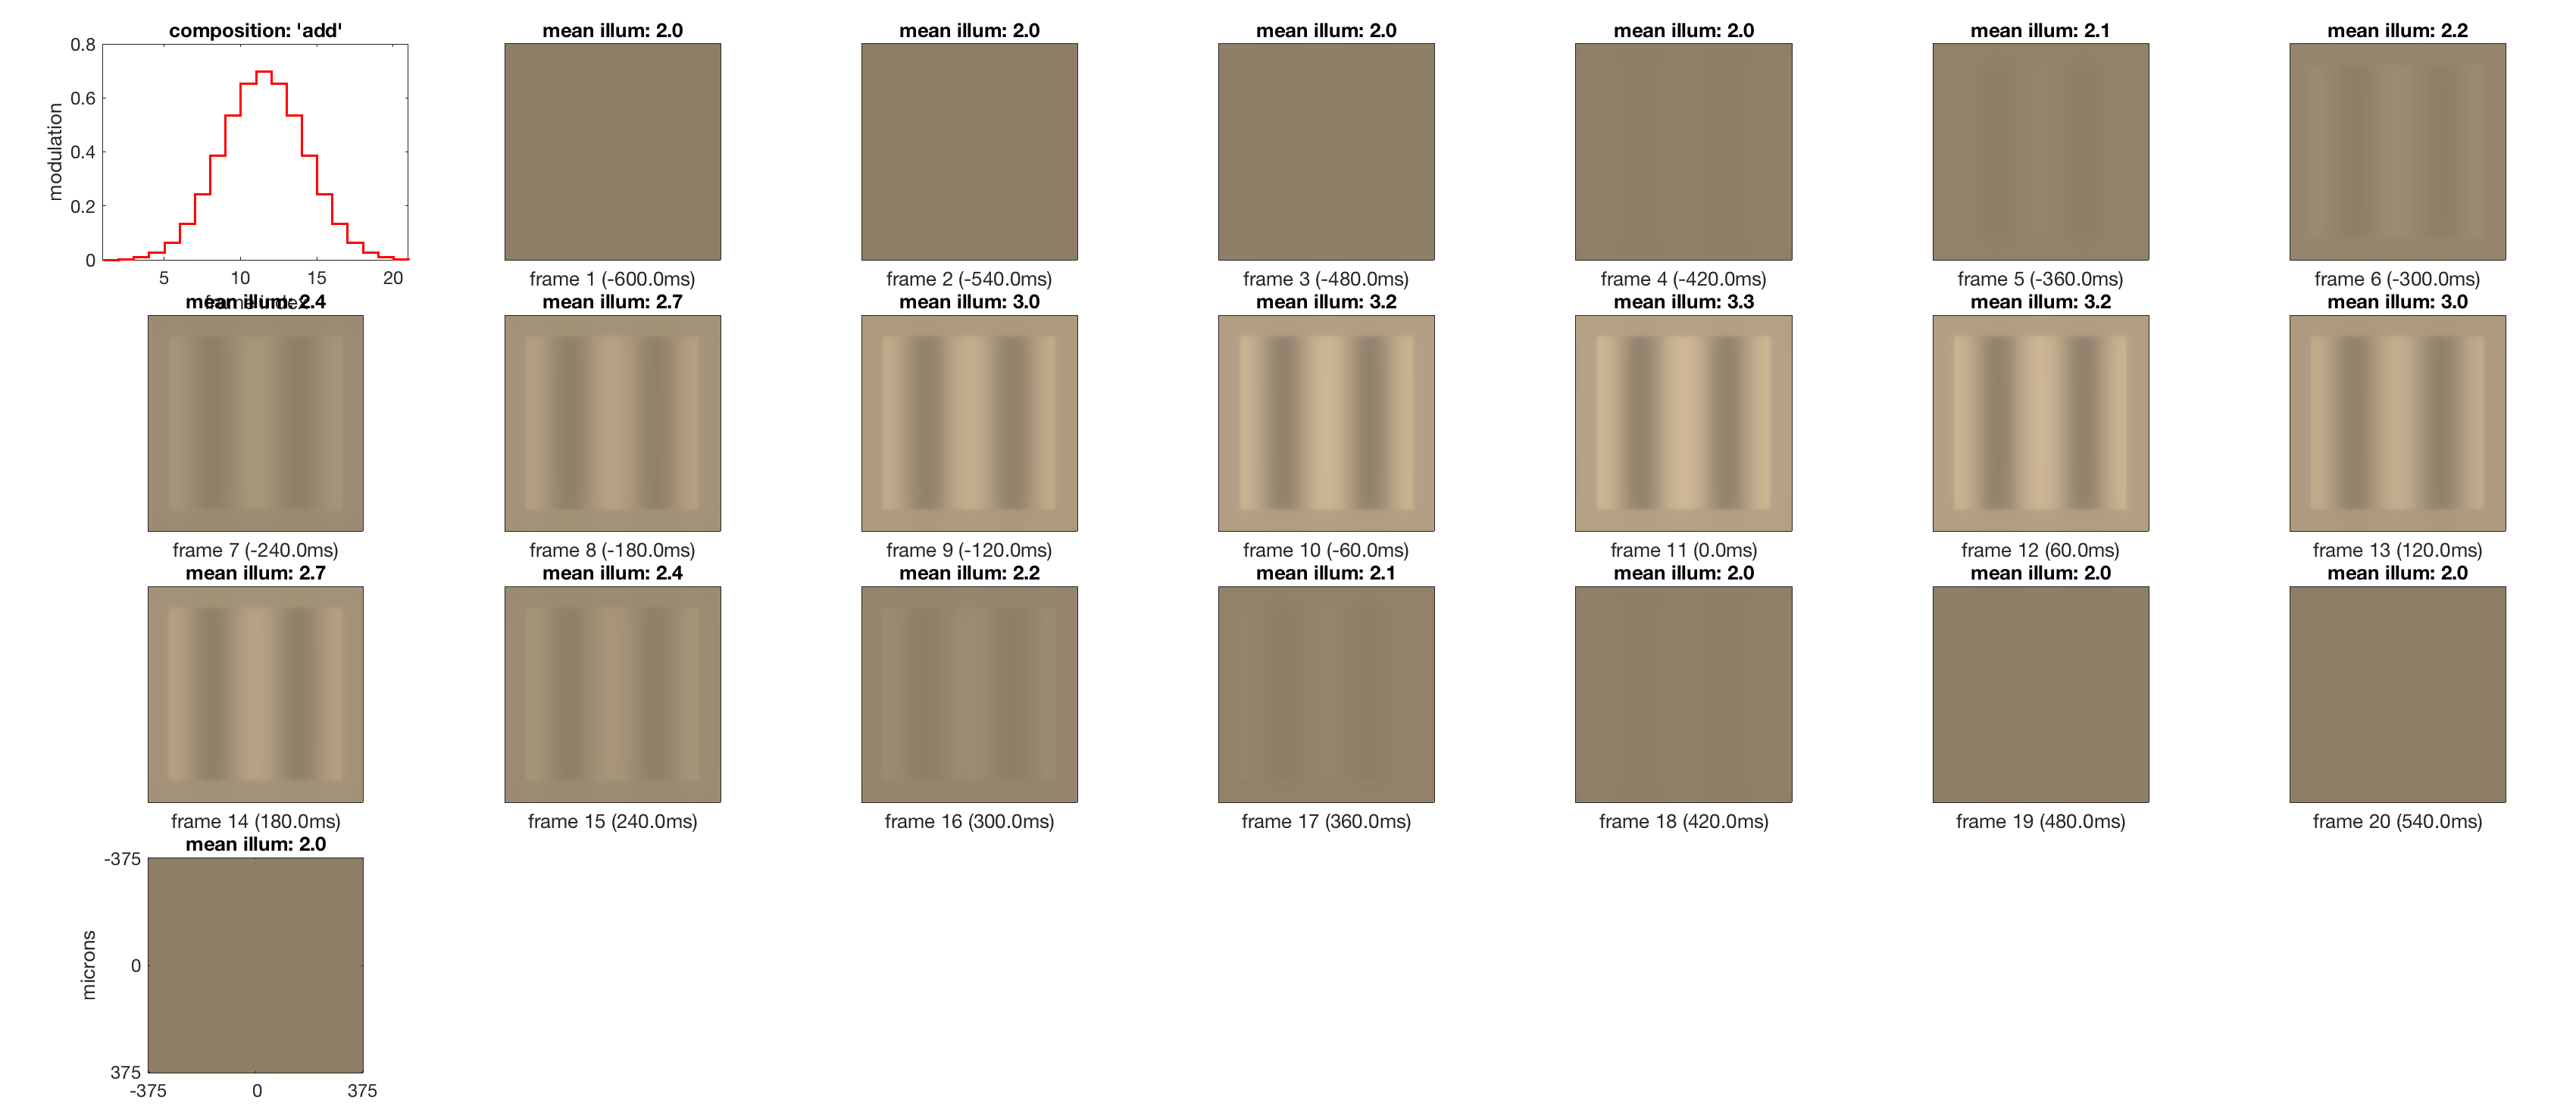 composition: 'add'
mean illum: 2.0
mean illum: 2.0
mean illum: 2.0
mean illum: 2.0
mean illum: 2.1
mean illum: 2.2
0.8
0.6
0.4
0.2
0
modulation
5
10
15
20
frame index
frame 1 (-600.0ms)
frame 2 (-540.0ms)
frame 3 (-480.0ms)
frame 4 (-420.0ms)
frame 5 (-360.0ms)
frame 6 (-300.0ms)
mean illum: 2.4
mean illum: 2.7
mean illum: 3.0
mean illum: 3.2
mean illum: 3.3
mean illum: 3.2
mean illum: 3.0
frame 7 (-240.0ms)
frame 8 (-180.0ms)
frame 9 (-120.0ms)
frame 10 (-60.0ms)
frame 11 (0.0ms)
frame 12 (60.0ms)
frame 13 (120.0ms)
mean illum: 2.7
mean illum: 2.4
mean illum: 2.2
mean illum: 2.1
mean illum: 2.0
mean illum: 2.0
mean illum: 2.0
frame 14 (180.0ms)
frame 15 (240.0ms)
frame 16 (300.0ms)
frame 17 (360.0ms)
frame 18 (420.0ms)
frame 19 (480.0ms)
frame 20 (540.0ms)
mean illum: 2.0
-375
0
375
microns
-375
0
375